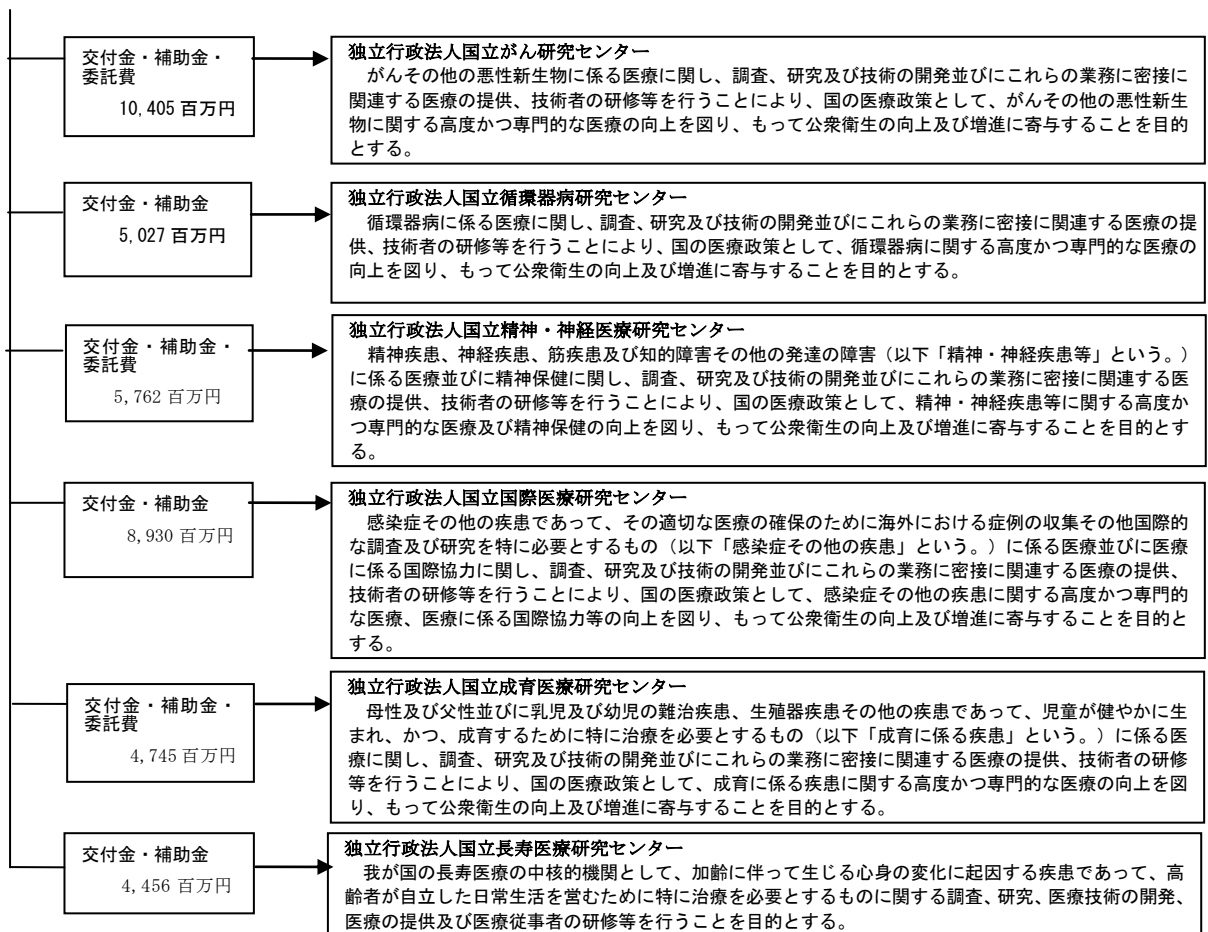 交付金・補助金・
委託費
10,405 百万円
独立行政法人国立がん研究センター
がんその他の悪性新生物に係る医療に関し、調査、研究及び技術の開発並びにこれらの業務に密接に
関連する医療の提供、技術者の研修等を行うことにより、国の医療政策として、がんその他の悪性新生
物に関する高度かつ専門的な医療の向上を図り、もって公衆衛生の向上及び増進に寄与することを目的
とする。
交付金・補助金
5,027 百万円
独立行政法人国立循環器病研究センター
循環器病に係る医療に関し、調査、研究及び技術の開発並びにこれらの業務に密接に関連する医療の提
供、技術者の研修等を行うことにより、国の医療政策として、循環器病に関する高度かつ専門的な医療の
向上を図り、もって公衆衛生の向上及び増進に寄与することを目的とする。
交付金・補助金・
委託費
5,762 百万円
独立行政法人国立精神・神経医療研究センター
精神疾患、神経疾患、筋疾患及び知的障害その他の発達の障害（以下「精神・神経疾患等」という。）
に係る医療並びに精神保健に関し、調査、研究及び技術の開発並びにこれらの業務に密接に関連する医
療の提供、技術者の研修等を行うことにより、国の医療政策として、精神・神経疾患等に関する高度か
つ専門的な医療及び精神保健の向上を図り、もって公衆衛生の向上及び増進に寄与することを目的とす
る。
交付金・補助金
8,930 百万円
独立行政法人国立国際医療研究センター
感染症その他の疾患であって、その適切な医療の確保のために海外における症例の収集その他国際的
な調査及び研究を特に必要とするもの（以下「感染症その他の疾患」という。）に係る医療並びに医療
に係る国際協力に関し、調査、研究及び技術の開発並びにこれらの業務に密接に関連する医療の提供、
技術者の研修等を行うことにより、国の医療政策として、感染症その他の疾患に関する高度かつ専門的
な医療、医療に係る国際協力等の向上を図り、もって公衆衛生の向上及び増進に寄与することを目的と
する。
交付金・補助金・
委託費
4,745 百万円
独立行政法人国立成育医療研究センター
母性及び父性並びに乳児及び幼児の難治疾患、生殖器疾患その他の疾患であって、児童が健やかに生
まれ、かつ、成育するために特に治療を必要とするもの（以下「成育に係る疾患」という。）に係る医
療に関し、調査、研究及び技術の開発並びにこれらの業務に密接に関連する医療の提供、技術者の研修
等を行うことにより、国の医療政策として、成育に係る疾患に関する高度かつ専門的な医療の向上を図
り、もって公衆衛生の向上及び増進に寄与することを目的とする。
交付金・補助金
4,456 百万円
独立行政法人国立長寿医療研究センター
我が国の長寿医療の中核的機関として、加齢に伴って生じる心身の変化に起因する疾患であって、高
齢者が自立した日常生活を営むために特に治療を必要とするものに関する調査、研究、医療技術の開発、
医療の提供及び医療従事者の研修等を行うことを目的とする。